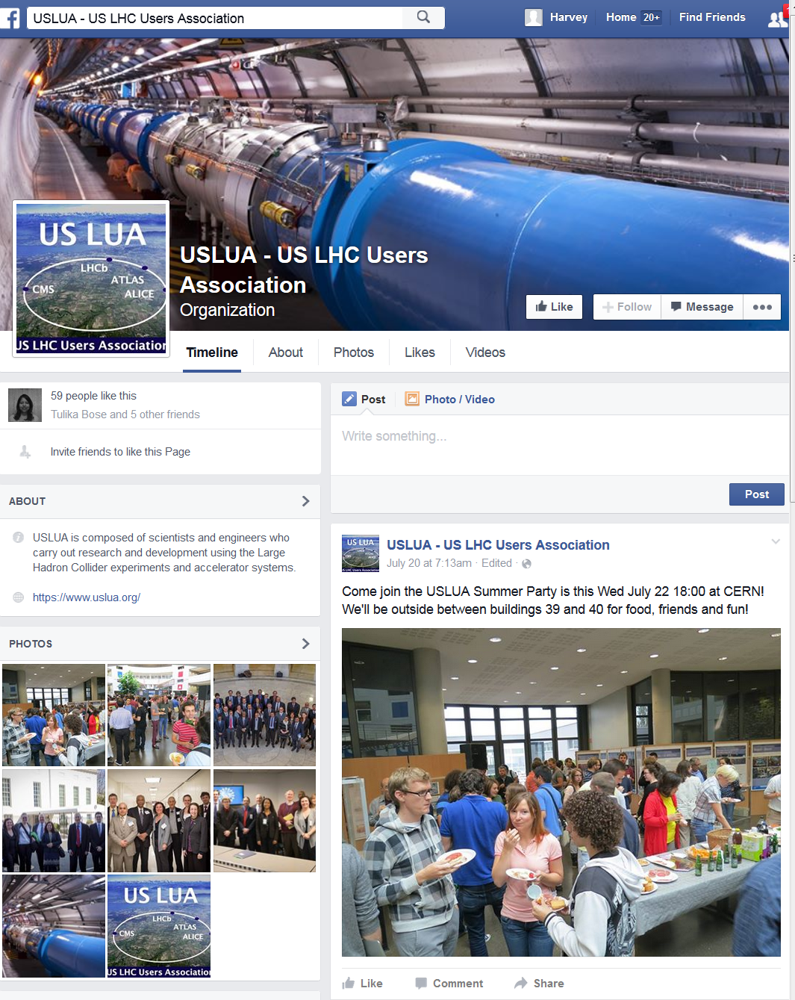 USLUA - US LHC Users Association
Harvey
Home 20+
Find Friends
US LUA
LHCb
ATLAS
CMS
ALICE
US LHC Users Association
USLUA - US LHC Users
Association
Organization
Like
Follow
Message
Timeline
About
Photos
Likes
Videos
59 people like this
Tulika Bose and 5 other friends
Invite friends to like this Page
ABOUT
USLUA is composed of scientists and engineers who
carry out research and development using the Large
Hadron Collider experiments and accelerator systems.
https://www.uslua.org/
PHOTOS
US LUA
LHCb
ATLAS
CMS
ALICE
US LHC Users Association
Post
Photo / Video
Write something...
Post
US LUA
USLUA - US LHC Users Association
July 20 at 7:13am · Edited ·
Come join the USLUA Summer Party is this Wed July 22 18:00 at CERN!
We'll be outside between buildings 39 and 40 for food, friends and fun!
Like
Comment
Share